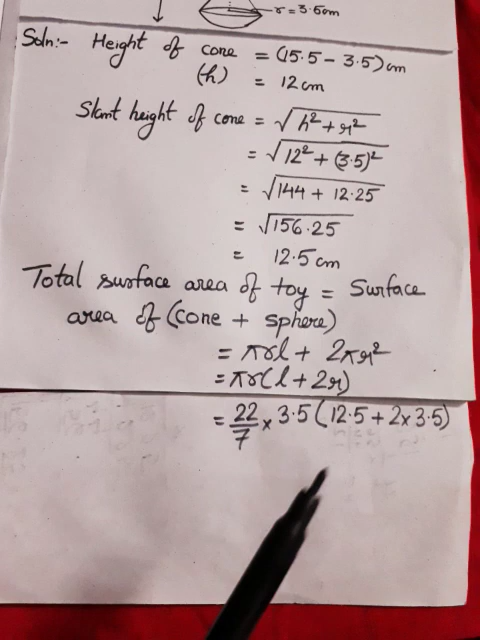 r = 3.5cm
Soln:- Height of cone = (15.5 - 3.5) cm
(h) = 12 cm
Slant height of cone = √h² + r²
= √12² + (3.5)²
= √144 + 12.25
= √156.25
= 12.5 cm
Total surface area of toy = Surface
area of (cone + sphere)
= πrl + 2πr²
= πr(l + 2r)
= 22/7 × 3.5 (12.5 + 2 × 3.5)